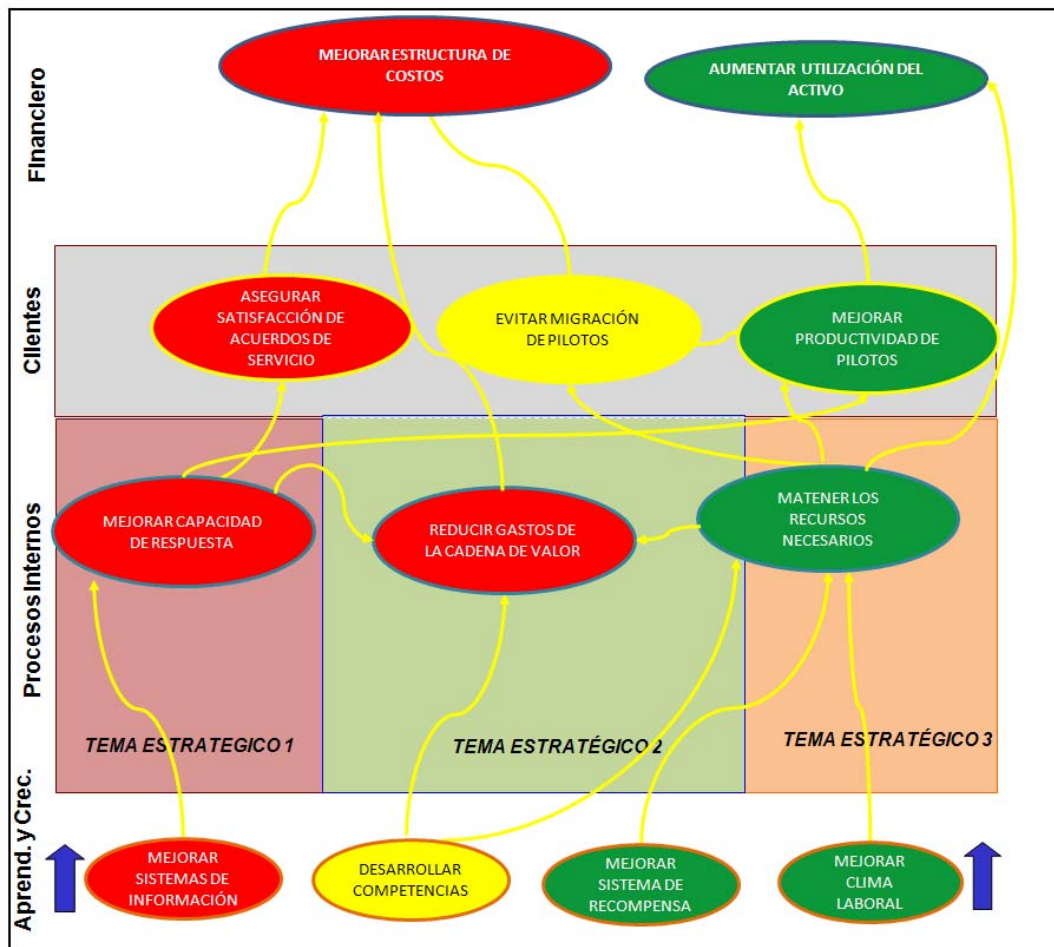 Financiero
MEJORAR ESTRUCTURA DE
COSTOS
AUMENTAR UTILIZACIÓN DEL
ACTIVO
Clientes
ASEGURAR
SATISFACCIÓN DE
ACUERDOS DE
SERVICIO
EVITAR MIGRACIÓN
DE PILOTOS
MEJORAR
PRODUCTIVIDAD DE
PILOTOS
Procesos Internos
MEJORAR CAPACIDAD
DE RESPUESTA
REDUCIR GASTOS DE
LA CADENA DE VALOR
MATENER LOS
RECURSOS
NECESARIOS
TEMA ESTRATEGICO 1
TEMA ESTRATÉGICO 2
TEMA ESTRATÉGICO 3
Aprend. y Crec.
MEJORAR
SISTEMAS DE
INFORMACIÓN
DESARROLLAR
COMPETENCIAS
MEJORAR
SISTEMA DE
RECOMPENSA
MEJORAR
CLIMA
LABORAL